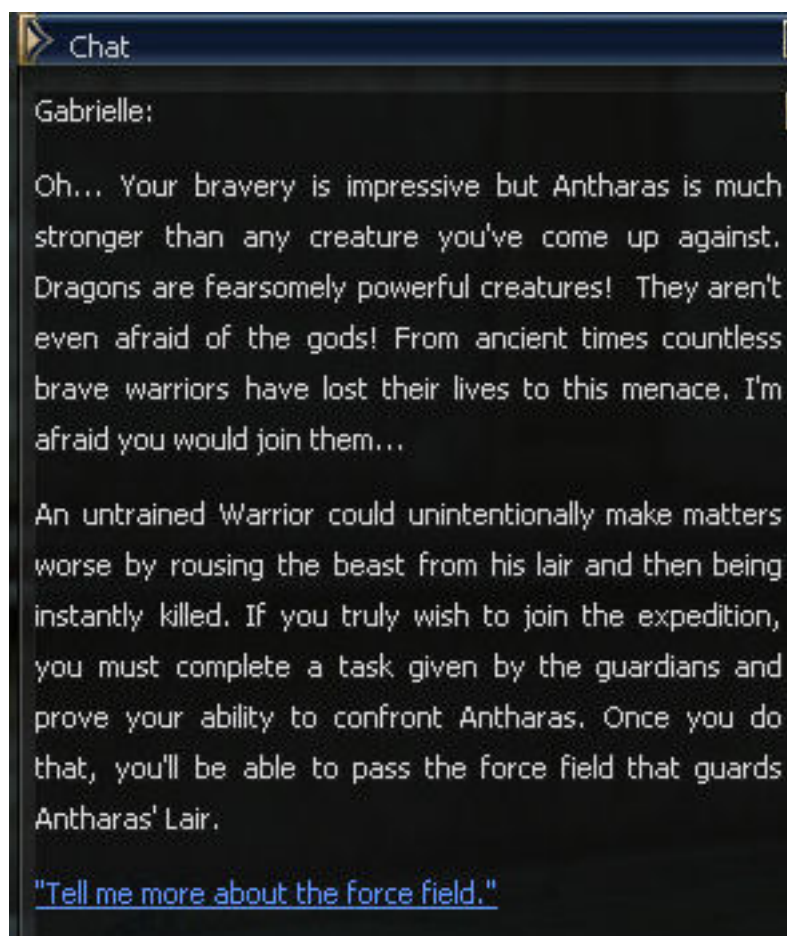 Chat
Gabrielle:
Oh... Your bravery is impressive but Antharas is much
stronger than any creature you've come up against.
Dragons are fearsomely powerful creatures!  They aren't
even afraid of the gods! From ancient times countless
brave warriors have lost their lives to this menace. I'm
afraid you would join them...
An untrained Warrior could unintentionally make matters
worse by rousing the beast from his lair and then being
instantly killed. If you truly wish to join the expedition,
you must complete a task given by the guardians and
prove your ability to confront Antharas. Once you do
that, you'll be able to pass the force field that guards
Antharas' Lair.
"Tell me more about the force field."